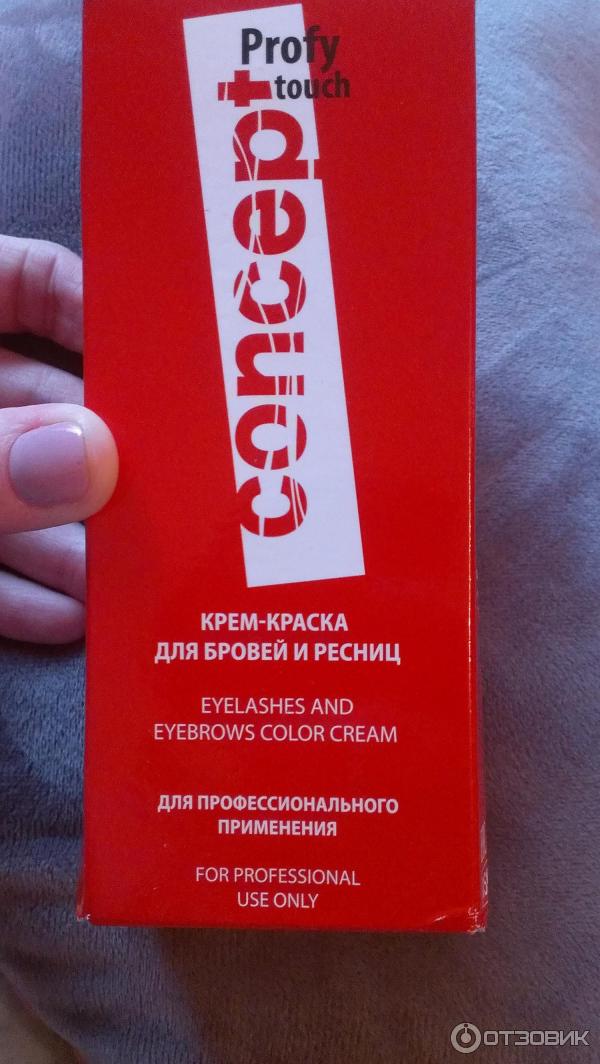 Profy
touch
concept
КРЕМ-КРАСКА
ДЛЯ БРОВЕЙ И РЕСНИЦ
EYELASHES AND
EYEBROWS COLOR CREAM
ДЛЯ ПРОФЕССИОНАЛЬНОГО
ПРИМЕНЕНИЯ
FOR PROFESSIONAL
USE ONLY
ОТЗОВИК